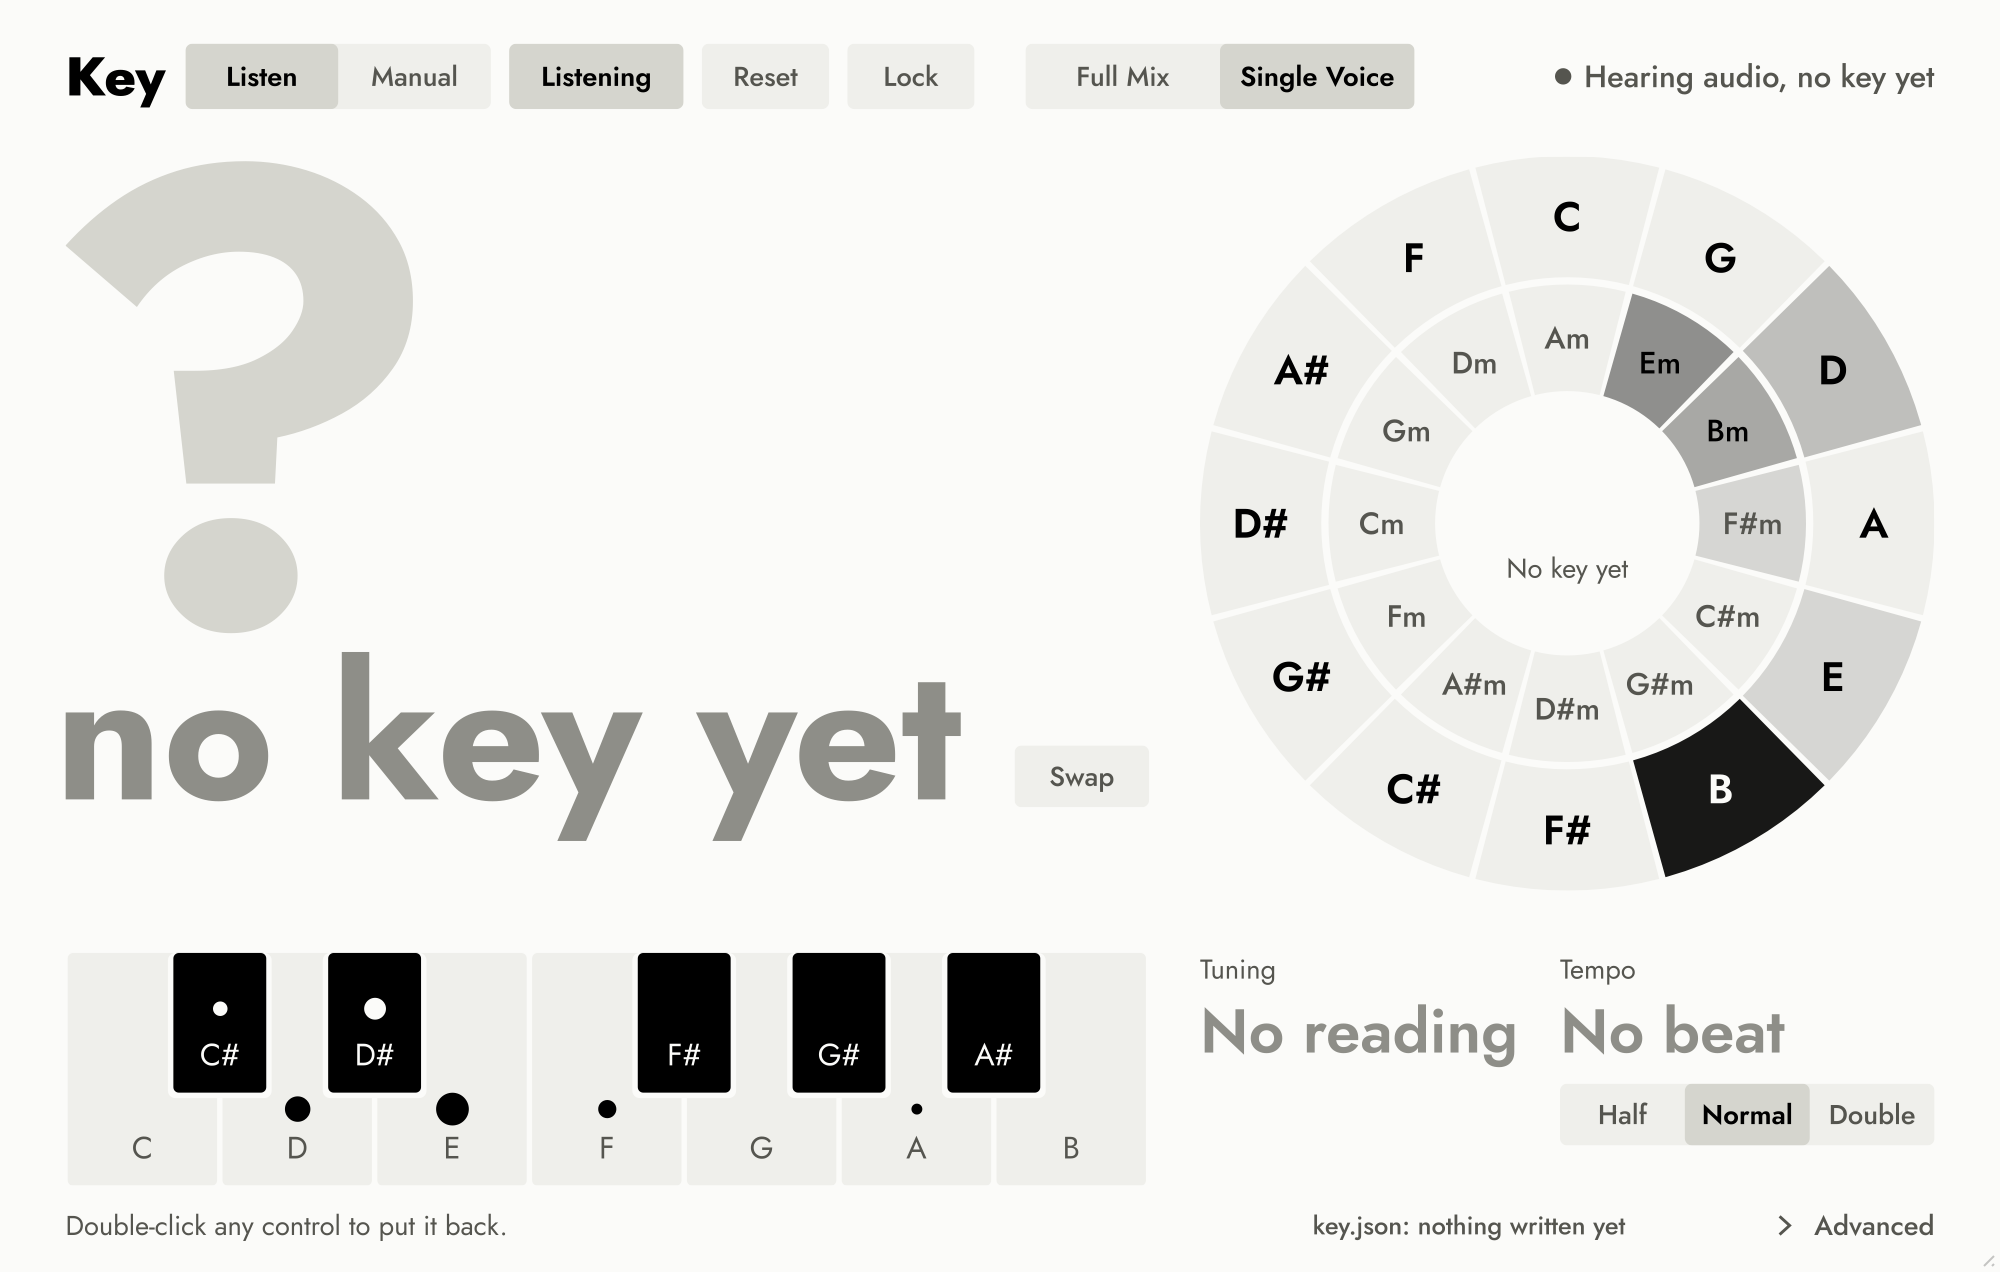 Key Listen Manual Listening Reset Lock Full Mix Single Voice Hearing audio, no key yet
?
no key yet
Swap
C
G
D
A
E
B
F#
C#
G#
D#
A#
F
Am
Em
Bm
F#m
C#m
G#m
D#m
A#m
Fm
Cm
Gm
Dm
No key yet
C# D# F# G# A#
C D E F G A B
Tuning
No reading
Tempo
No beat
Half Normal Double
Double-click any control to put it back.
key.json: nothing written yet
Advanced